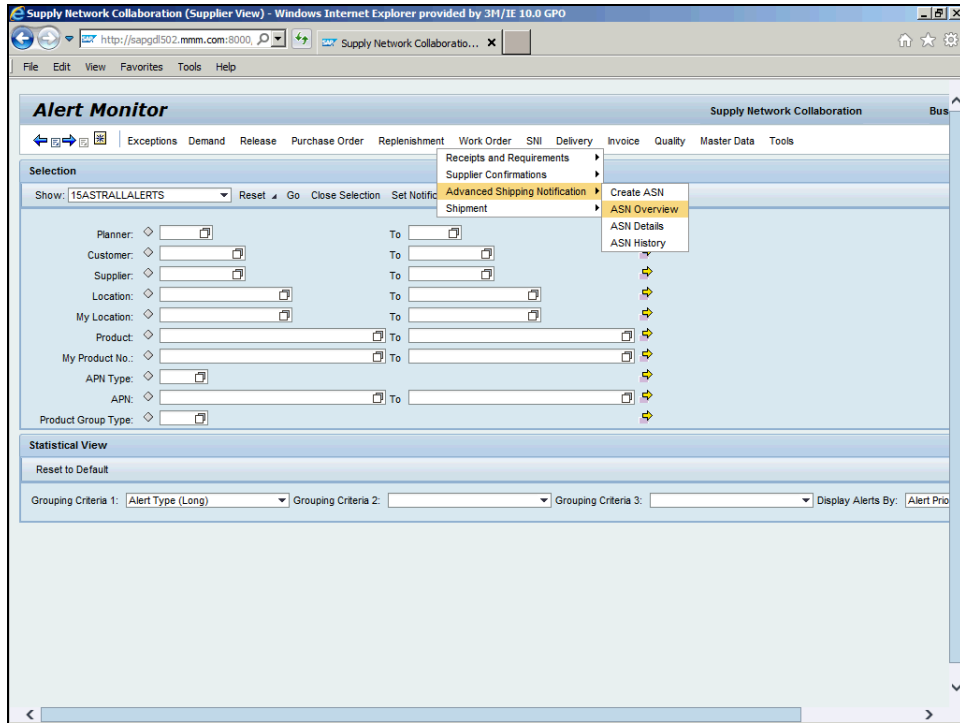 Supply Network Collaboration (Supplier View) - Windows Internet Explorer provided by 3M/IE 10.0 GPO
http://sapgdl502.mmm.com:8000, Supply Network Collaboratio...
File Edit View Favorites Tools Help
Alert Monitor Supply Network Collaboration Bus
Exceptions Demand Release Purchase Order Replenishment Work Order SNI Delivery Invoice Quality Master Data Tools
Receipts and Requirements
Supplier Confirmations
Advanced Shipping Notification
Shipment
Create ASN
ASN Overview
ASN Details
ASN History
Selection
Show: 15ASTRALLALERTS Reset Go Close Selection Set Notific
Planner: To
Customer: To
Supplier: To
Location: To
My Location: To
Product: To
My Product No.: To
APN Type:
APN: To
Product Group Type:
Statistical View
Reset to Default
Grouping Criteria 1: Alert Type (Long) Grouping Criteria 2: Grouping Criteria 3: Display Alerts By: Alert Prio